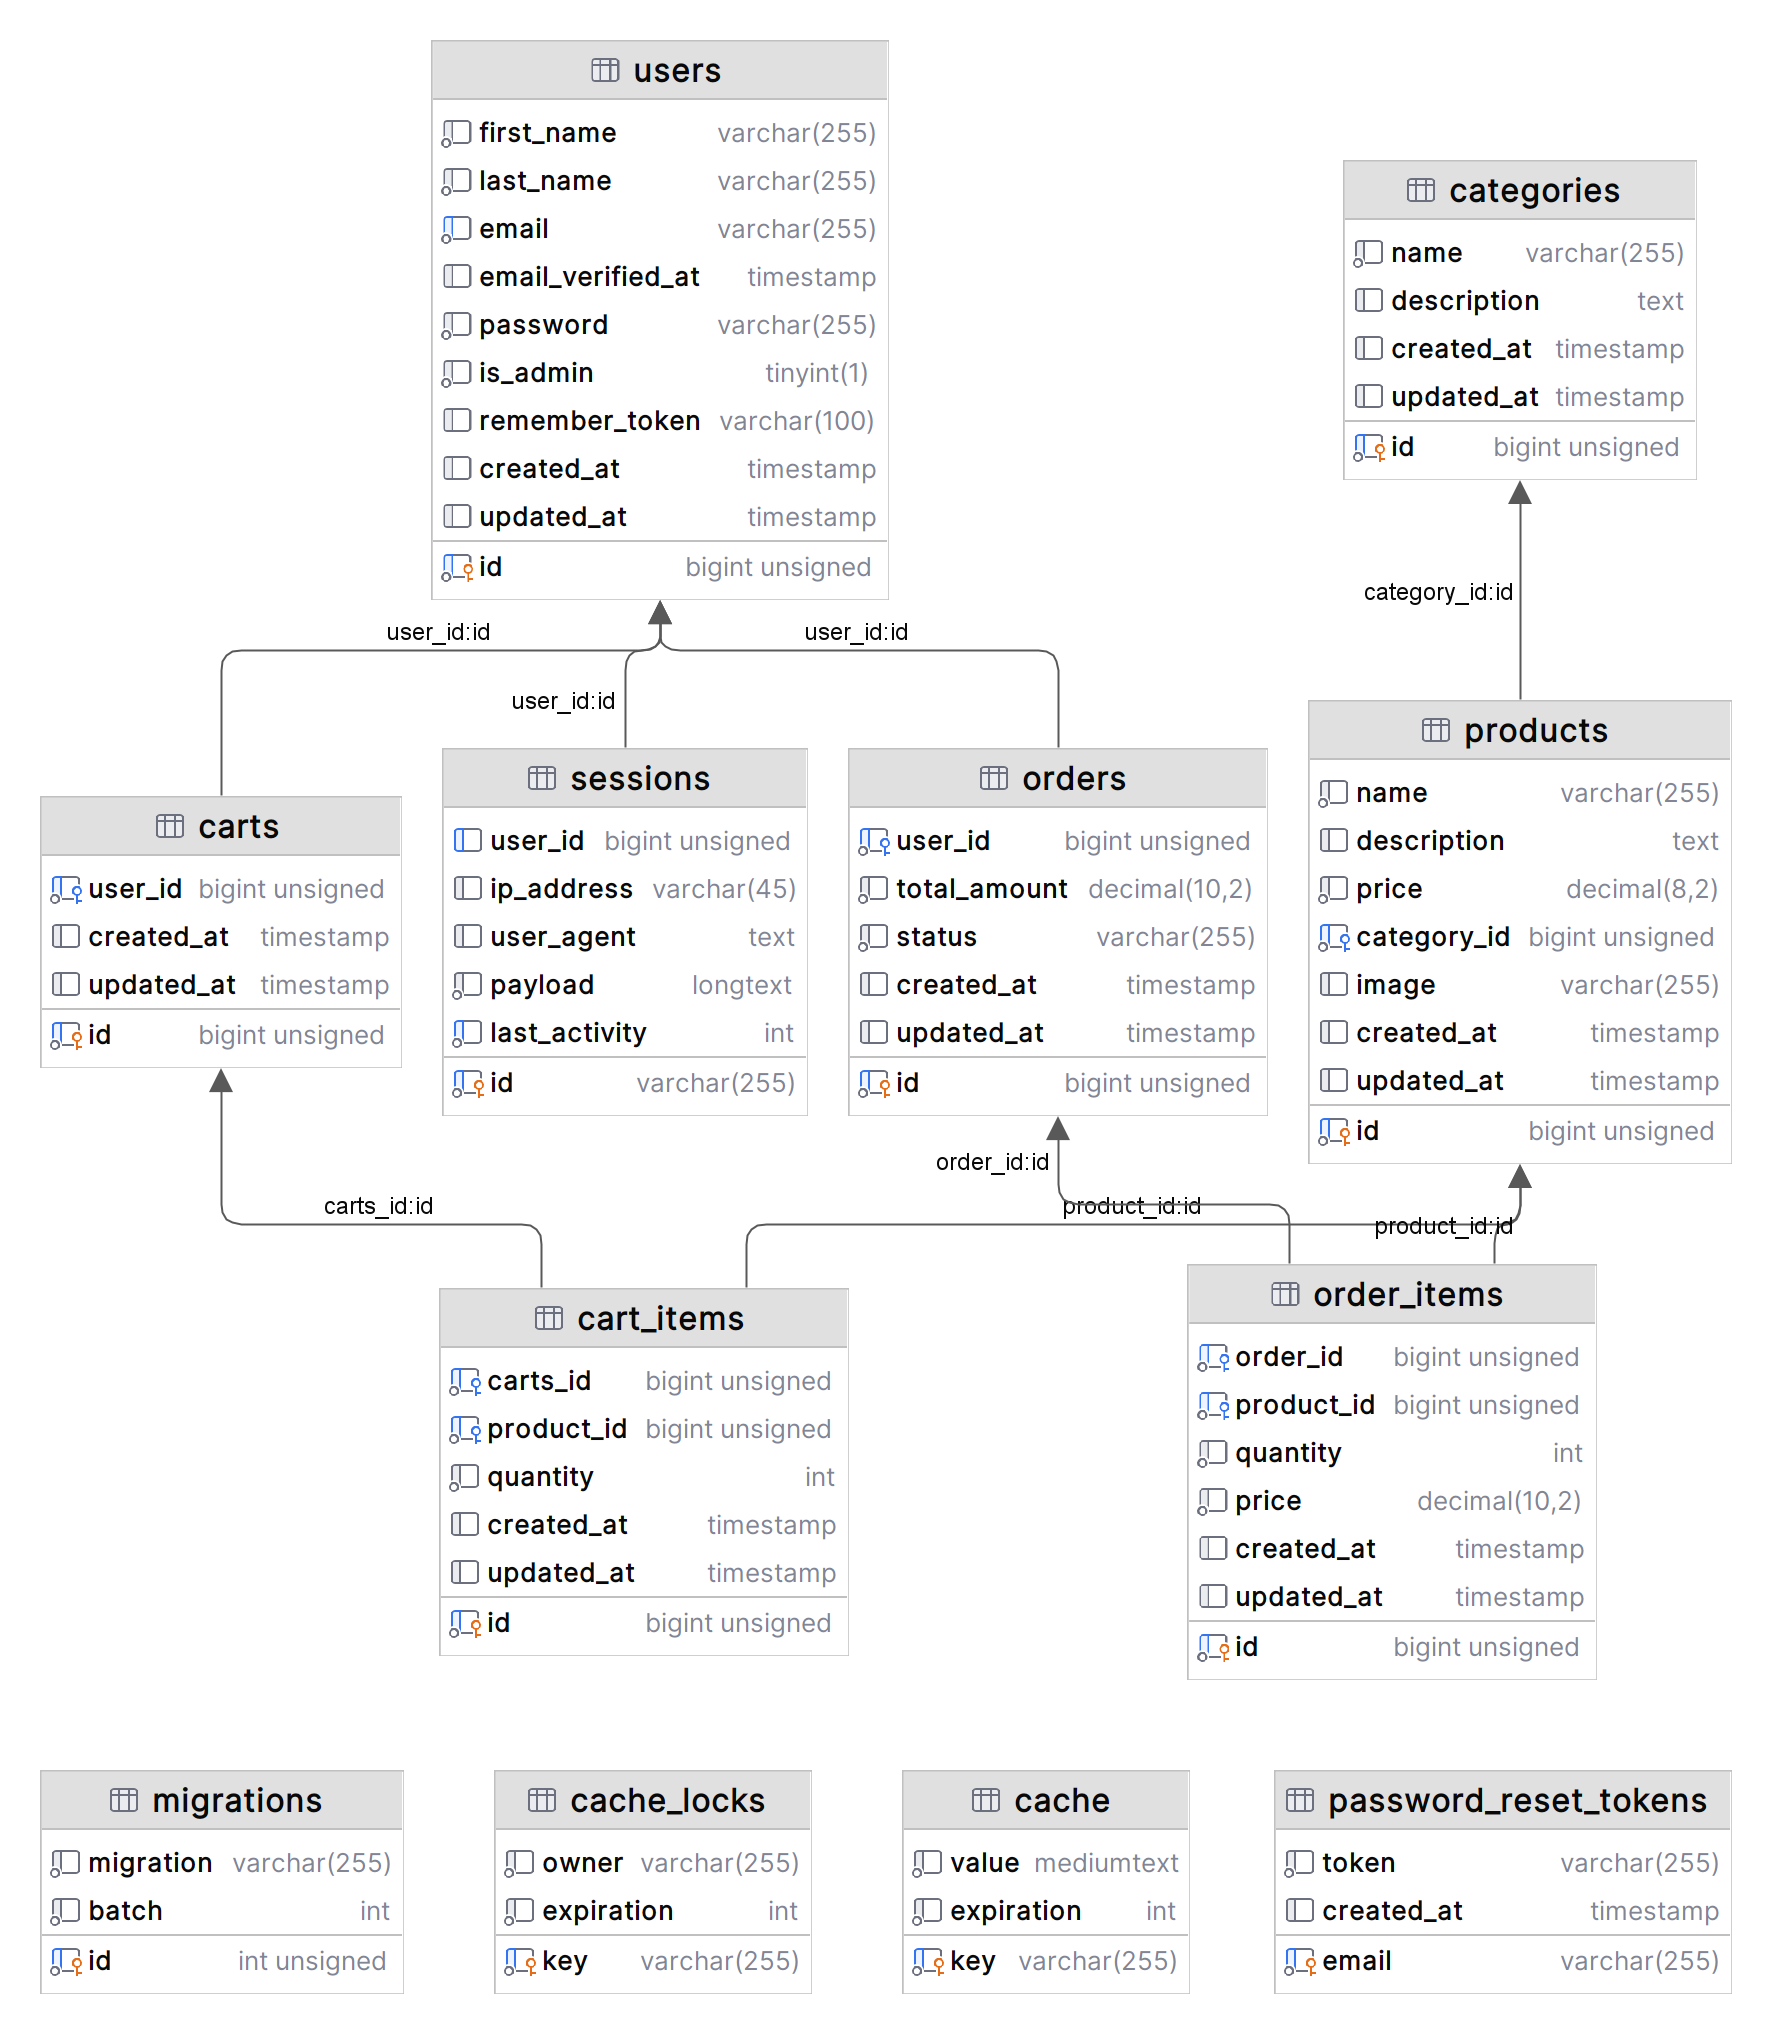 users
first_name varchar(255)
last_name varchar(255)
email varchar(255)
email_verified_at timestamp
password varchar(255)
is_admin tinyint(1)
remember_token varchar(100)
created_at timestamp
updated_at timestamp
id bigint unsigned
categories
name varchar(255)
description text
created_at timestamp
updated_at timestamp
id bigint unsigned
user_id:id
user_id:id
user_id:id
category_id:id
carts
user_id bigint unsigned
created_at timestamp
updated_at timestamp
id bigint unsigned
sessions
user_id bigint unsigned
ip_address varchar(45)
user_agent text
payload longtext
last_activity int
id varchar(255)
orders
user_id bigint unsigned
total_amount decimal(10,2)
status varchar(255)
created_at timestamp
updated_at timestamp
id bigint unsigned
products
name varchar(255)
description text
price decimal(8,2)
category_id bigint unsigned
image varchar(255)
created_at timestamp
updated_at timestamp
id bigint unsigned
carts_id:id
order_id:id
product_id:id
product_id:id
cart_items
carts_id bigint unsigned
product_id bigint unsigned
quantity int
created_at timestamp
updated_at timestamp
id bigint unsigned
order_items
order_id bigint unsigned
product_id bigint unsigned
quantity int
price decimal(10,2)
created_at timestamp
updated_at timestamp
id bigint unsigned
migrations
migration varchar(255)
batch int
id int unsigned
cache_locks
owner varchar(255)
expiration int
key varchar(255)
cache
value mediumtext
expiration int
key varchar(255)
password_reset_tokens
token varchar(255)
created_at timestamp
email varchar(255)